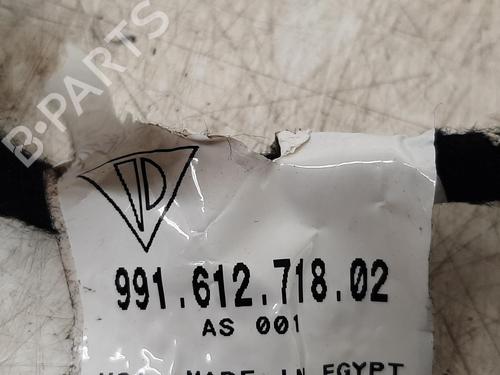 B-PARTS
D
991.612.718.02
AS 001
MADE IN EGYPT